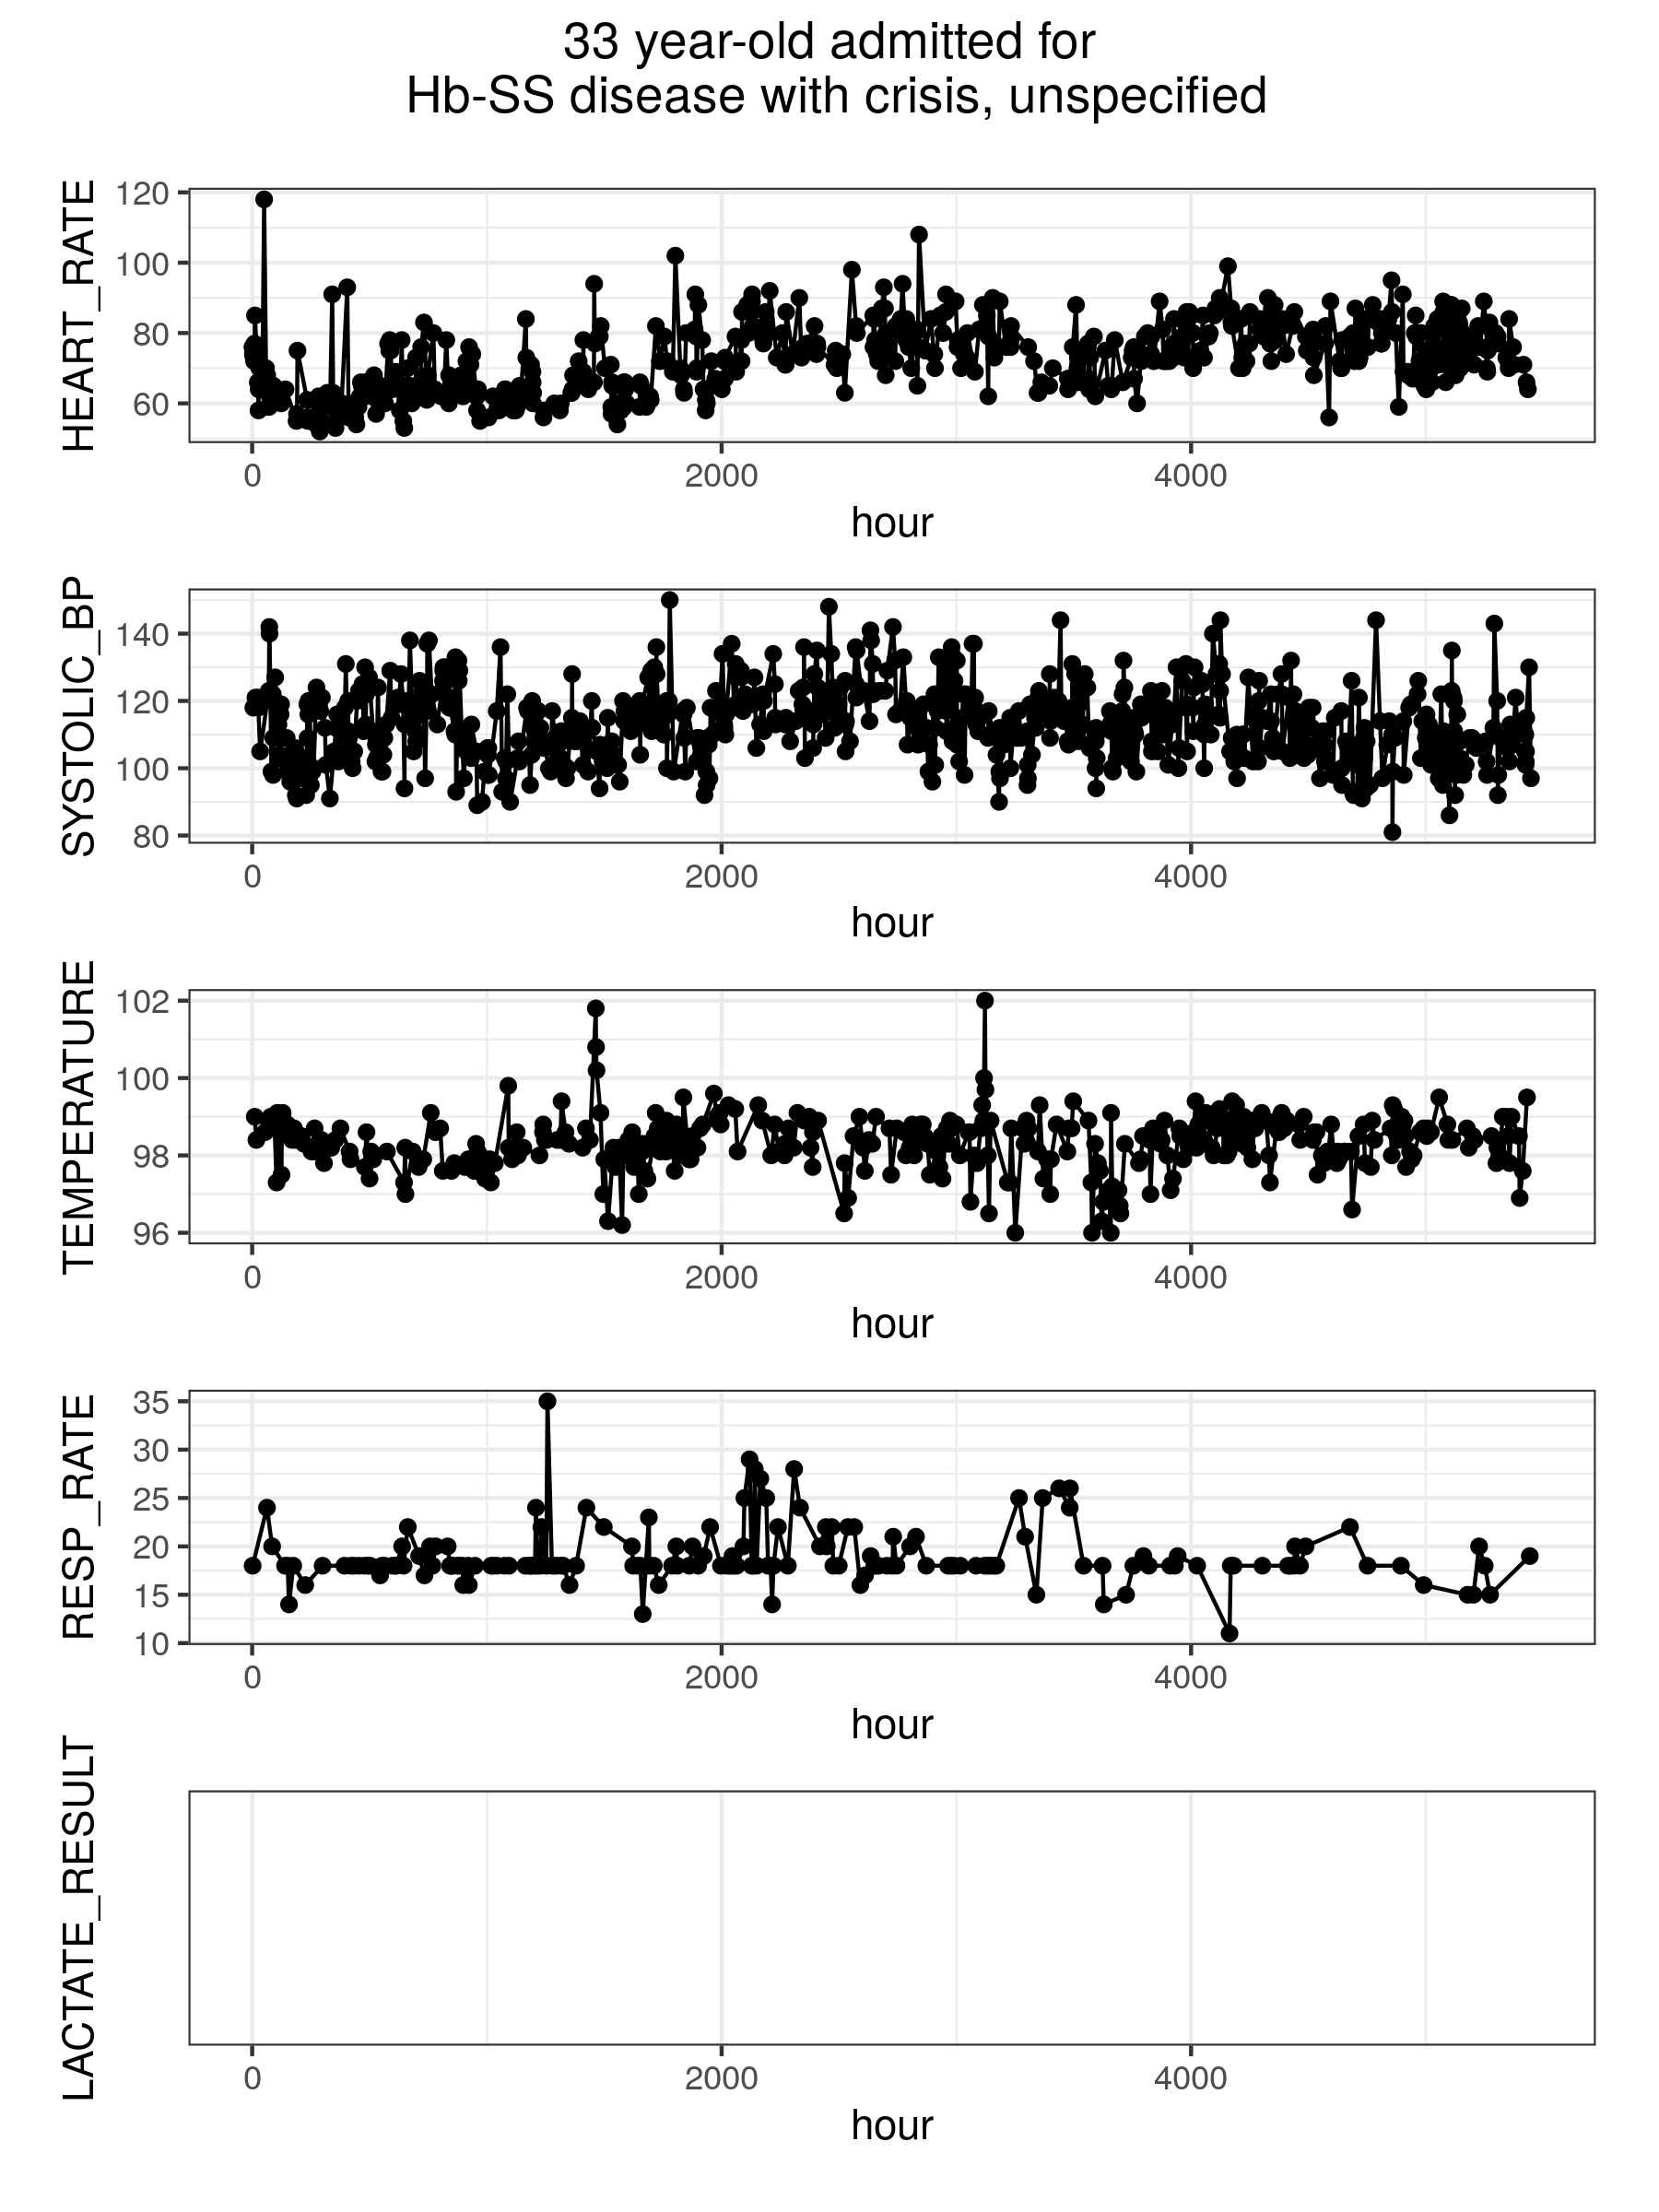 33 year-old admitted for
Hb-SS disease with crisis, unspecified
HEART_RATE
120
100
80
60
0
2000
4000
hour
SYSTOLIC_BP
140
120
100
80
0
2000
4000
hour
TEMPERATURE
102
100
98
96
0
2000
4000
hour
RESP_RATE
35
30
25
20
15
10
0
2000
4000
hour
LACTATE_RESULT
0
2000
4000
hour